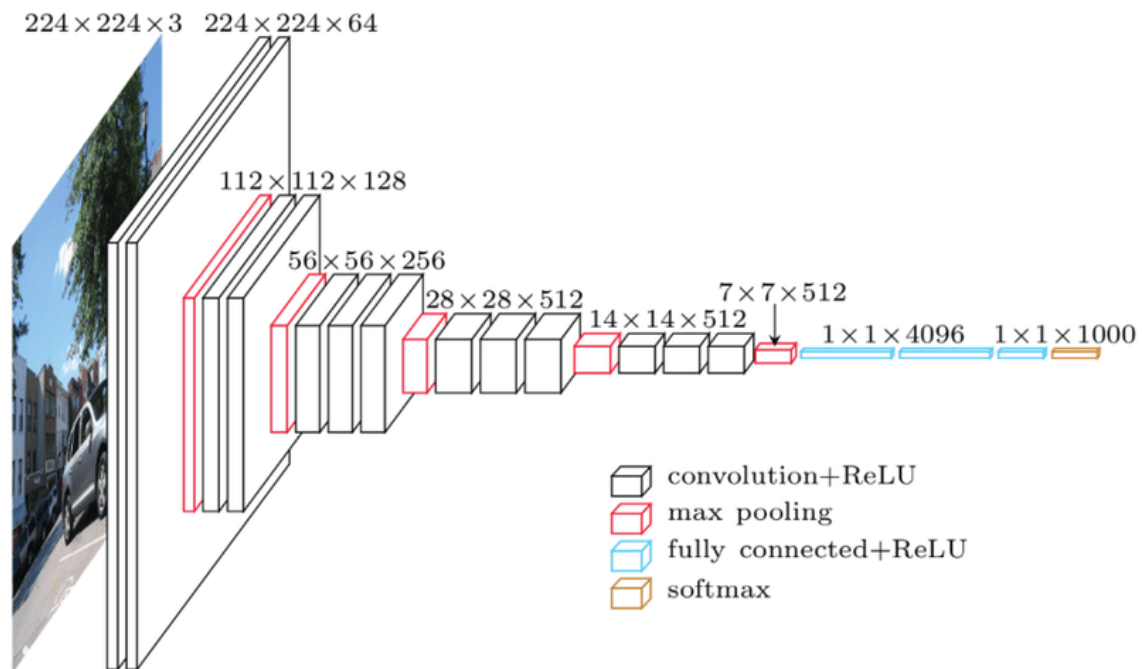 224 × 224 × 3
224 × 224 × 64
112 × 112 × 128
56 × 56 × 256
28 × 28 × 512
14 × 14 × 512
7 × 7 × 512
1 × 1 × 4096
1 × 1 × 1000
convolution+ReLU
max pooling
fully connected+ReLU
softmax